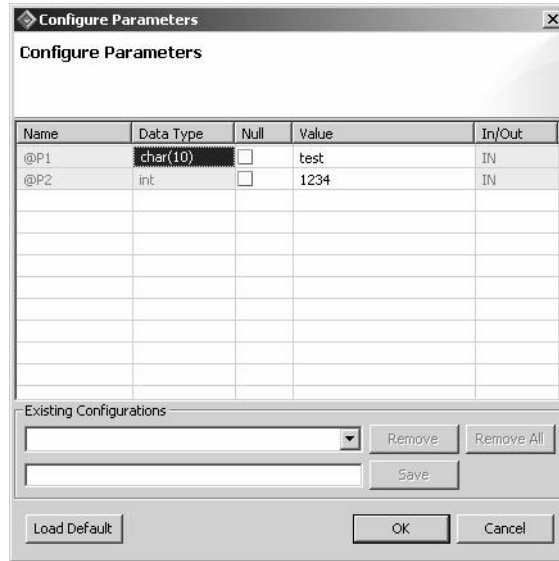 Configure Parameters
Configure Parameters
Name Data Type Null Value In/Out
@P1 char(10) test IN
@P2 int 1234 IN
Existing Configurations
Remove Remove All
Save
Load Default OK Cancel